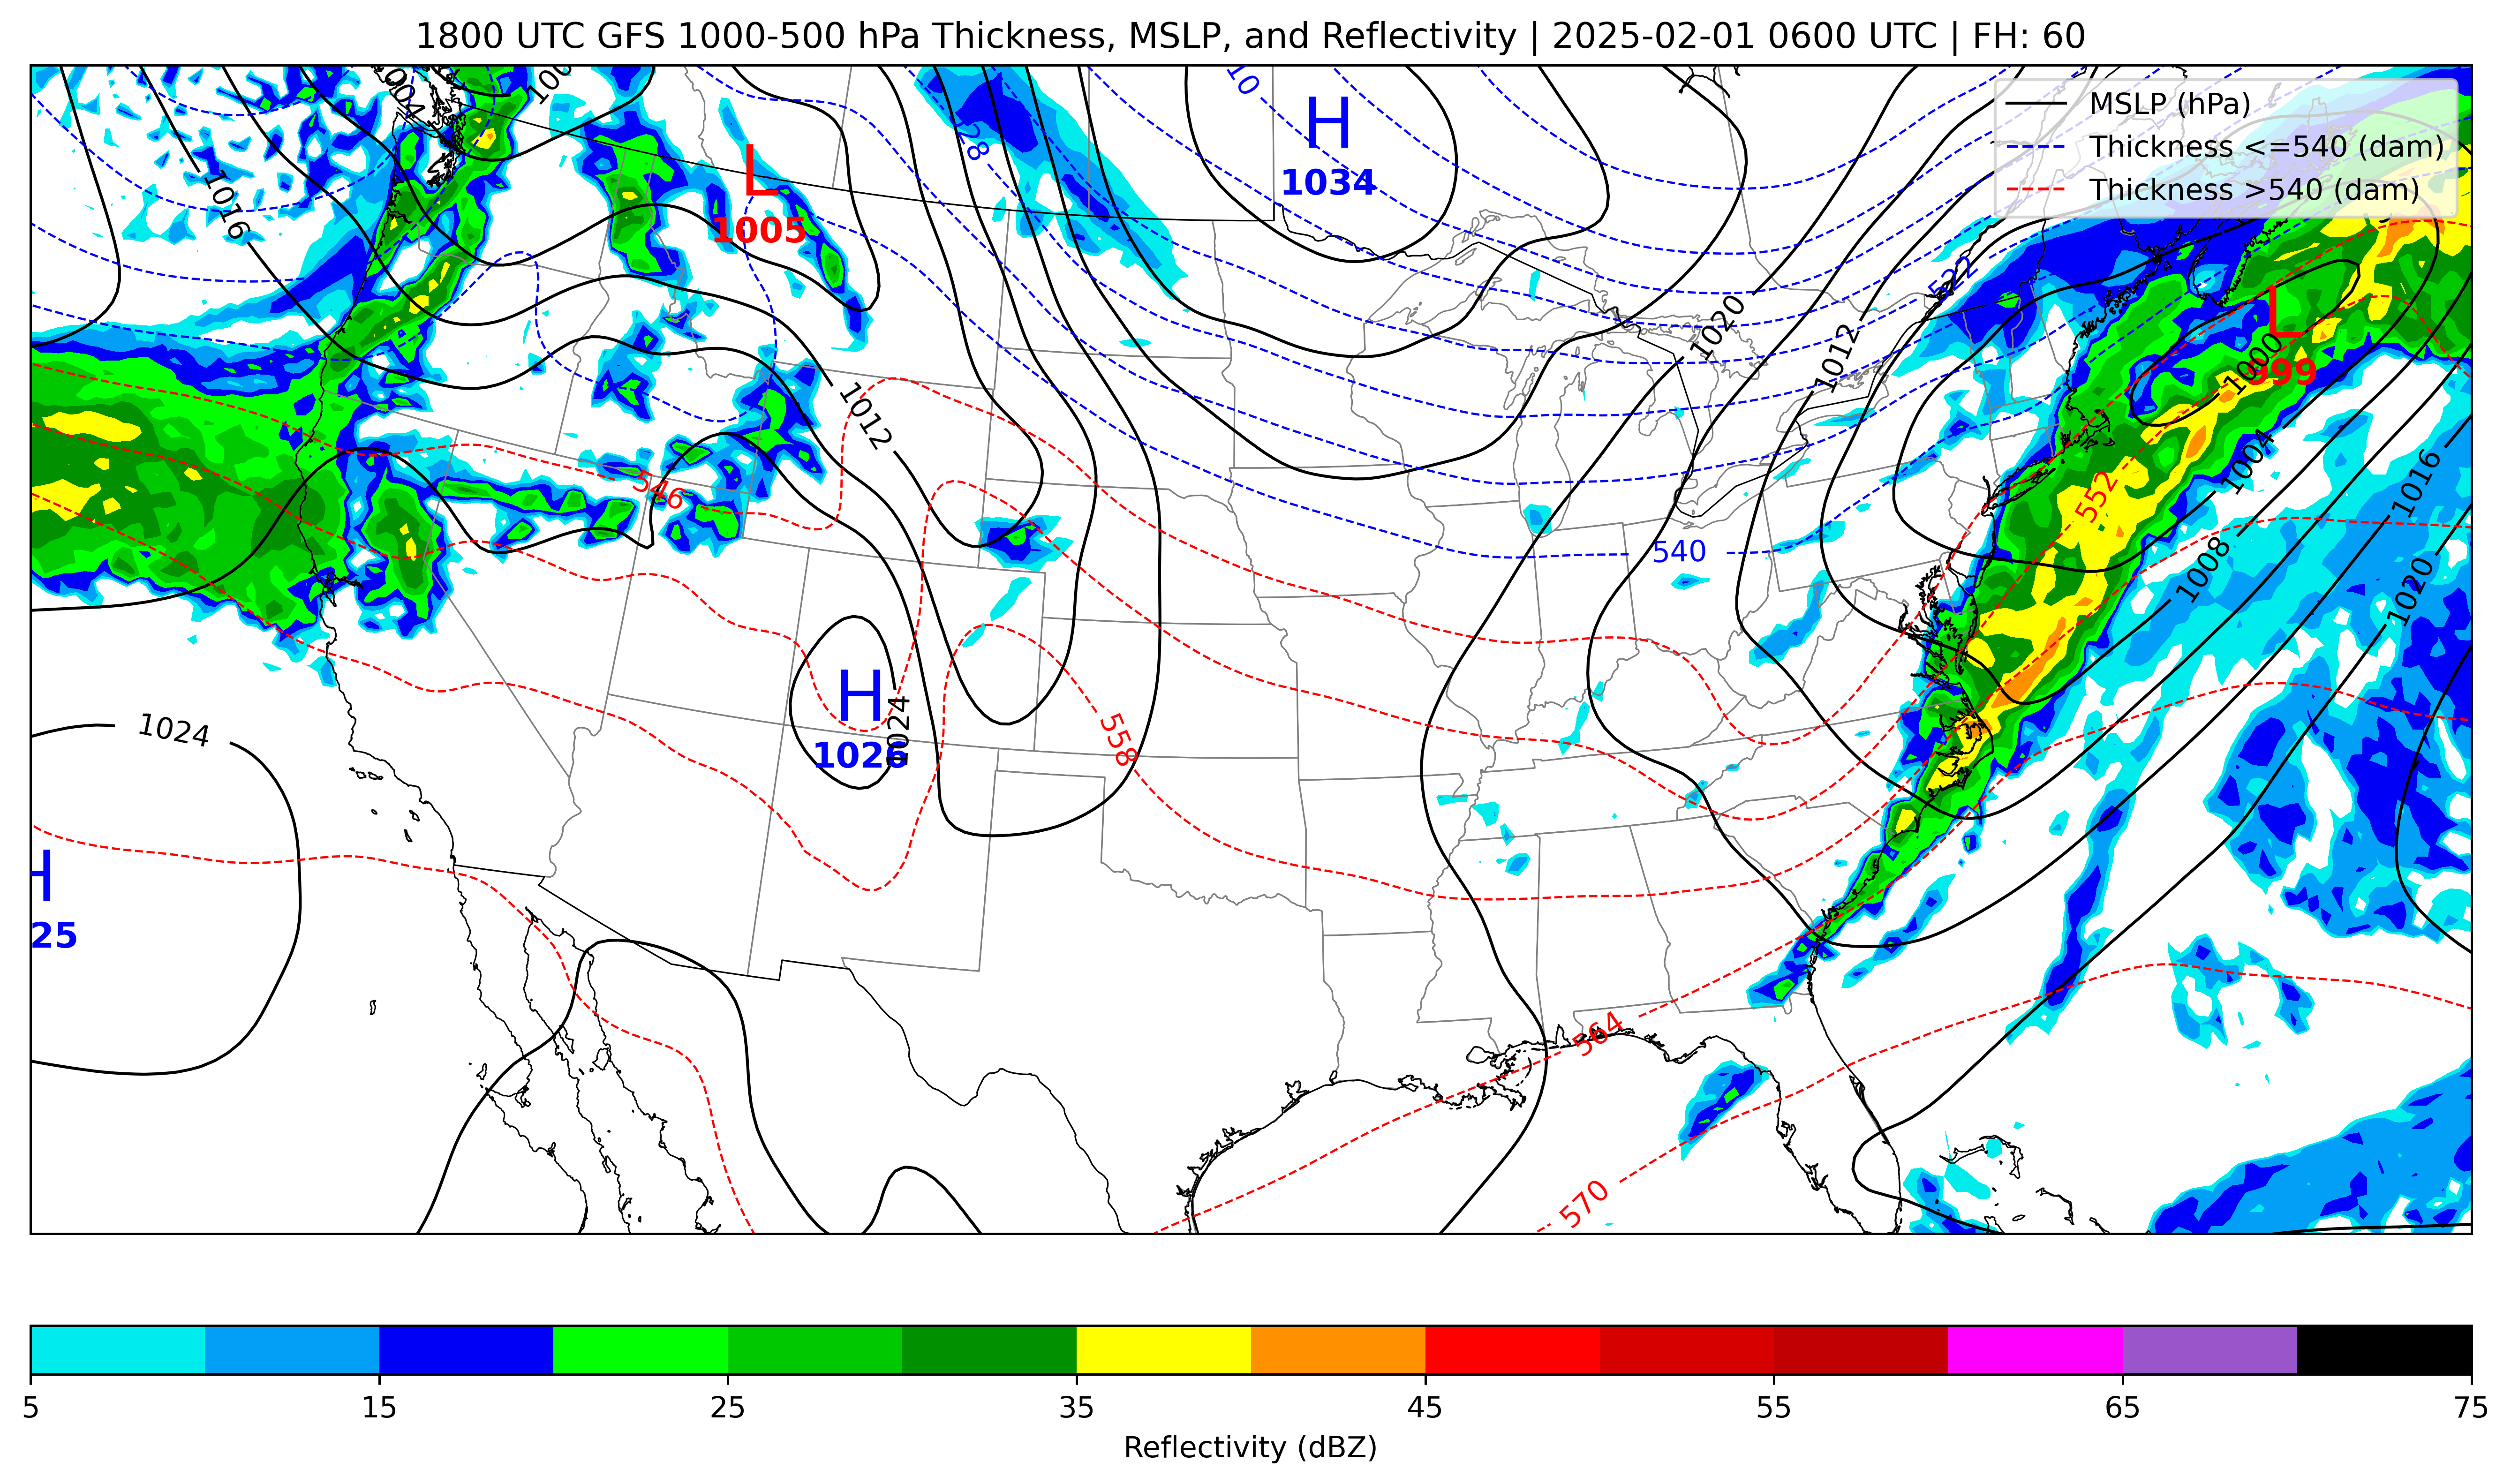 1800 UTC GFS 1000-500 hPa Thickness, MSLP, and Reflectivity | 2025-02-01 0600 UTC | FH: 60
MSLP (hPa)
Thickness <=540 (dam)
Thickness >540 (dam)
H
1034
L
1005
1016
528
10
1020
1012
522
L
999
1000
1012
546
552
1004
1016
540
1008
1020
H
1026
1024
1024
558
H
25
564
570
5 15 25 35 45 55 65 75
Reflectivity (dBZ)